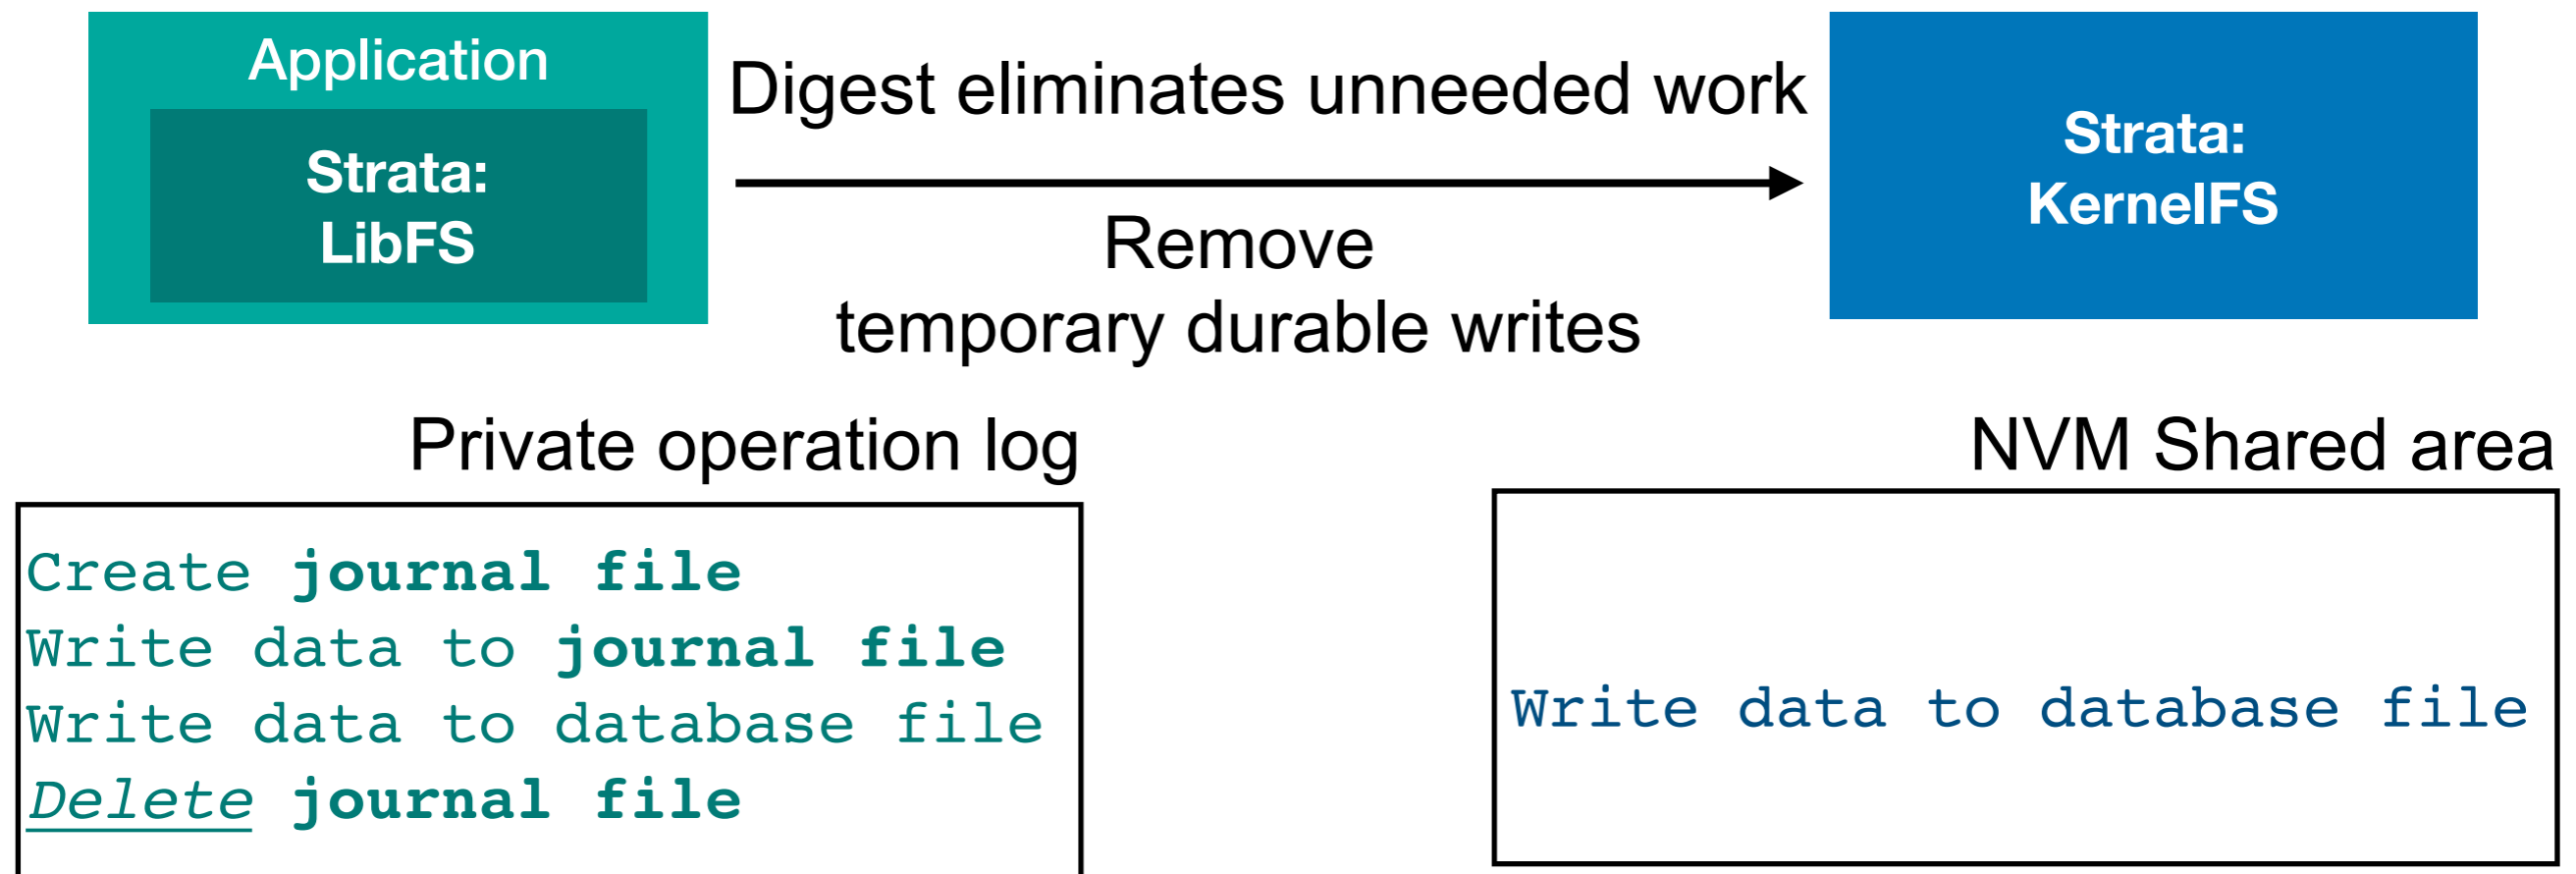 Application
Strata:
LibFS
Digest eliminates unneeded work
Remove
temporary durable writes
Strata:
KernelFS
Private operation log
Create journal file
Write data to journal file
Write data to database file
Delete journal file
NVM Shared area
Write data to database file